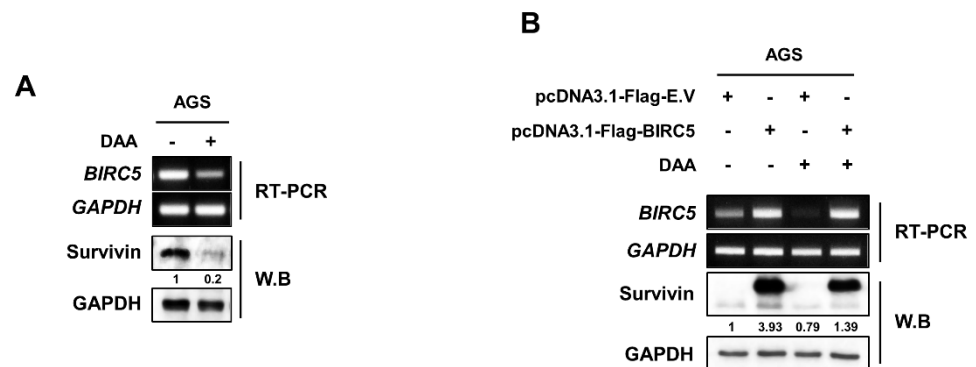 A
AGS
DAA - +
BIRC5
GAPDH
RT-PCR
Survivin
1 0.2
GAPDH
W.B
B
AGS
pcDNA3.1-Flag-E.V + - + -
pcDNA3.1-Flag-BIRC5 - + - +
DAA - - + +
BIRC5
GAPDH
RT-PCR
Survivin
1 3.93 0.79 1.39
GAPDH
W.B